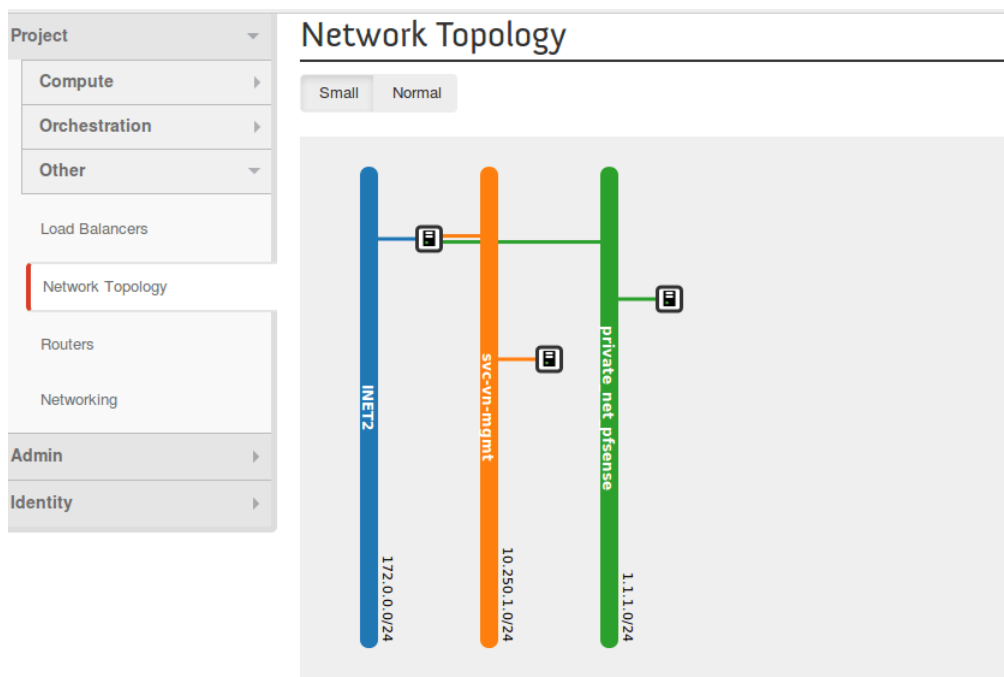 Project
Compute
Orchestration
Other
Load Balancers
Network Topology
Routers
Networking
Admin
Identity
Network Topology
Small
Normal
INET2
172.0.0.0/24
svc-vn-mgmt
10.250.1.0/24
private_net_pfsense
1.1.1.0/24